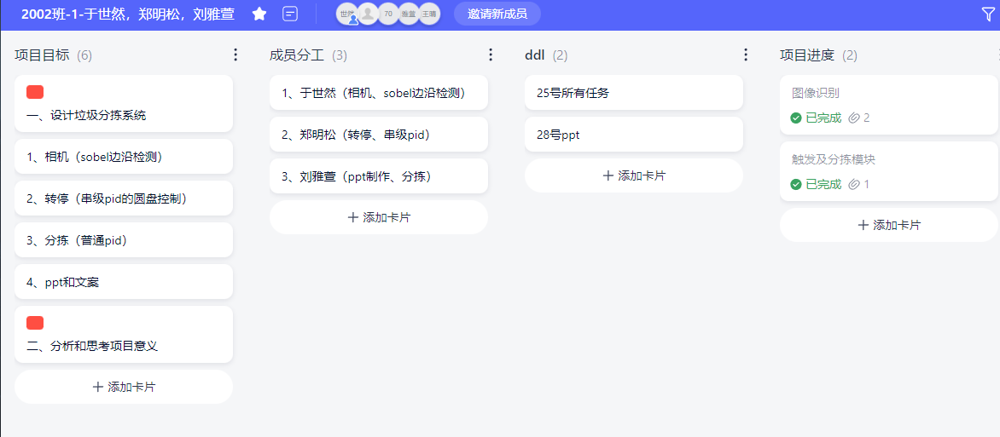 2002班-1-于世然，郑明松，刘雅萱
世然
70
雅萱
王晴
邀请新成员
项目目标 (6)
一、设计垃圾分拣系统
1、相机（sobel边沿检测）
2、转停（串级pid的圆盘控制）
3、分拣（普通pid）
4、ppt和文案
二、分析和思考项目意义
添加卡片
成员分工 (3)
1、于世然（相机、sobel边沿检测）
2、郑明松（转停、串级pid）
3、刘雅萱（ppt制作、分拣）
添加卡片
ddl (2)
25号所有任务
28号ppt
添加卡片
项目进度 (2)
图像识别
已完成 2
触发及分拣模块
已完成 1
添加卡片